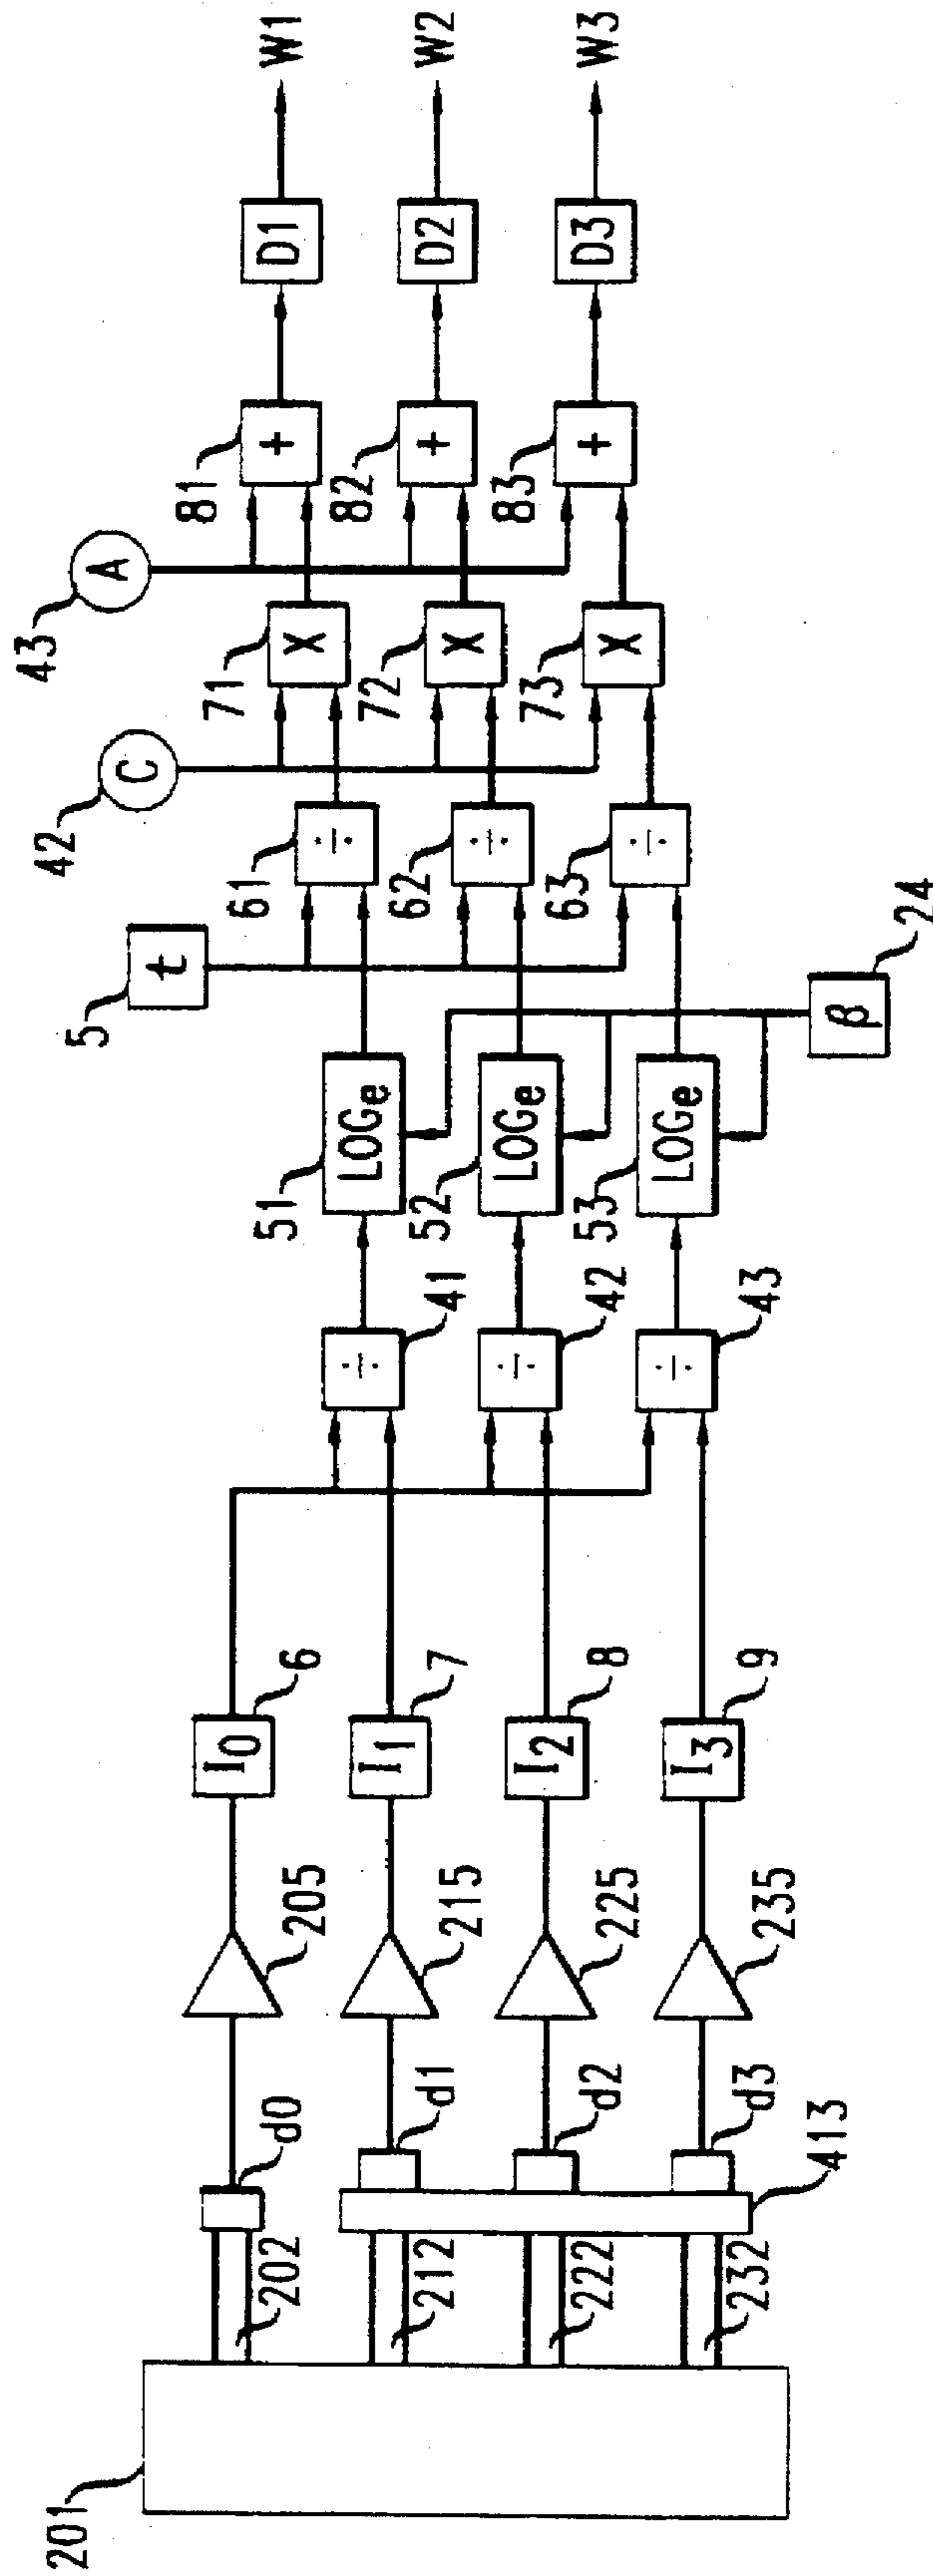 201
202
212
222
232
413
d0
d1
d2
d3
205
215
225
235
I0 6
I1 7
I2 8
I3 9
÷ 41
÷ 42
÷ 43
51 LOGe
52 LOGe
53 LOGe
β 24
5 t
61 ÷
62 ÷
63 ÷
42 C
71 X
72 X
73 X
43 A
81 +
82 +
83 +
D1
D2
D3
W1
W2
W3